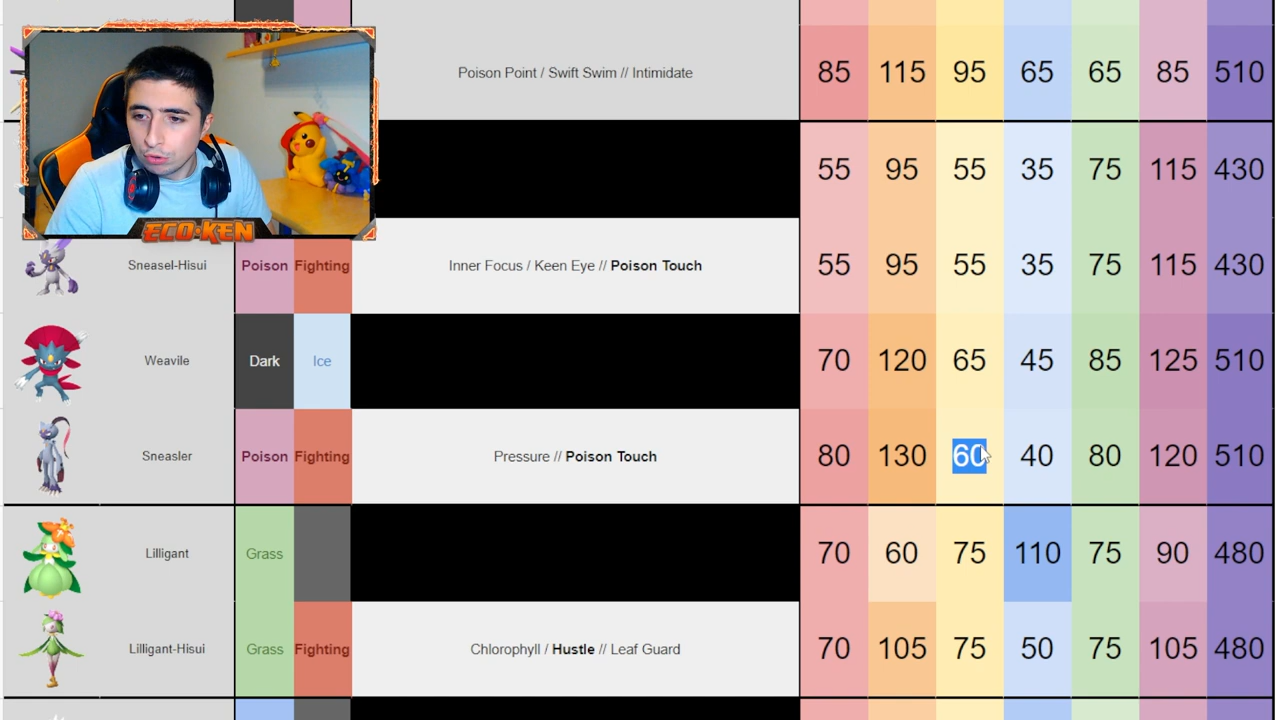 Poison Point / Swift Swim // Intimidate 85 115 95 65 65 85 510
55 95 55 35 75 115 430
ECO-KEN
Sneasel-Hisui Poison Fighting Inner Focus / Keen Eye // Poison Touch 55 95 55 35 75 115 430
Weavile Dark Ice 70 120 65 45 85 125 510
Sneasler Poison Fighting Pressure // Poison Touch 80 130 60 40 80 120 510
Lilligant Grass 70 60 75 110 75 90 480
Lilligant-Hisui Grass Fighting Chlorophyll / Hustle // Leaf Guard 70 105 75 50 75 105 480